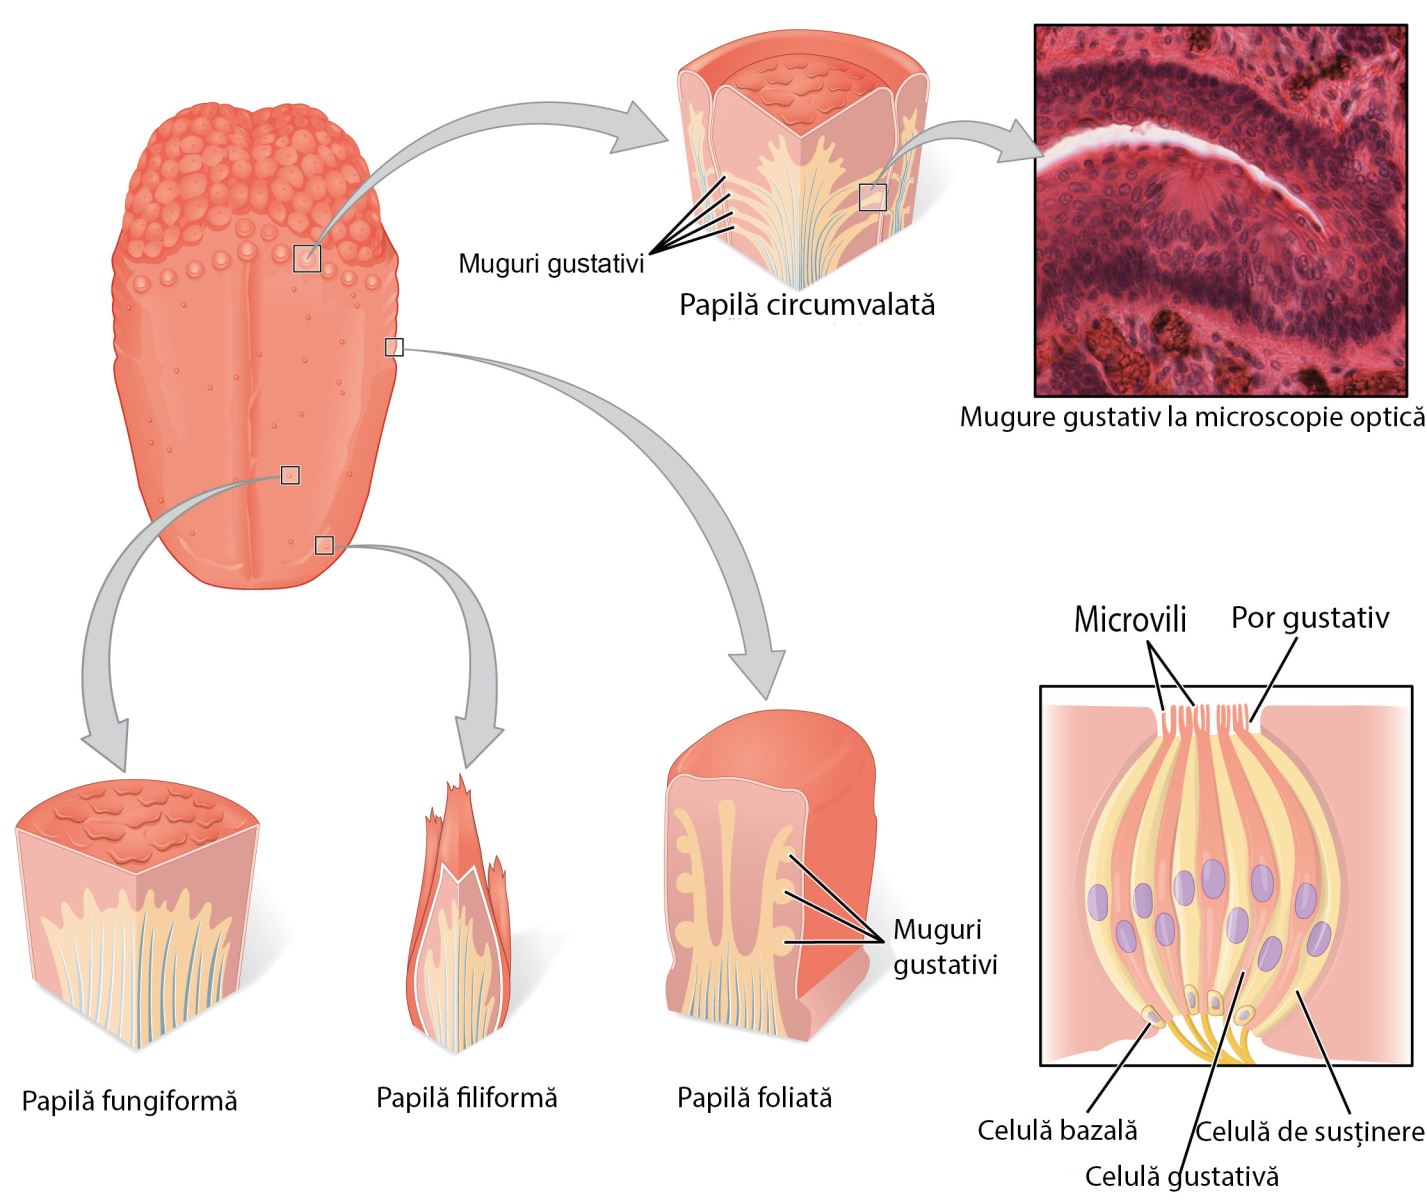 Muguri gustativi
Papilă circumvalată
Mugure gustativ la microscopie optică
Microvili
Por gustativ
Muguri
gustativi
Papilă fungiformă
Papilă filiformă
Papilă foliată
Celulă bazală
Celulă de susținere
Celulă gustativă